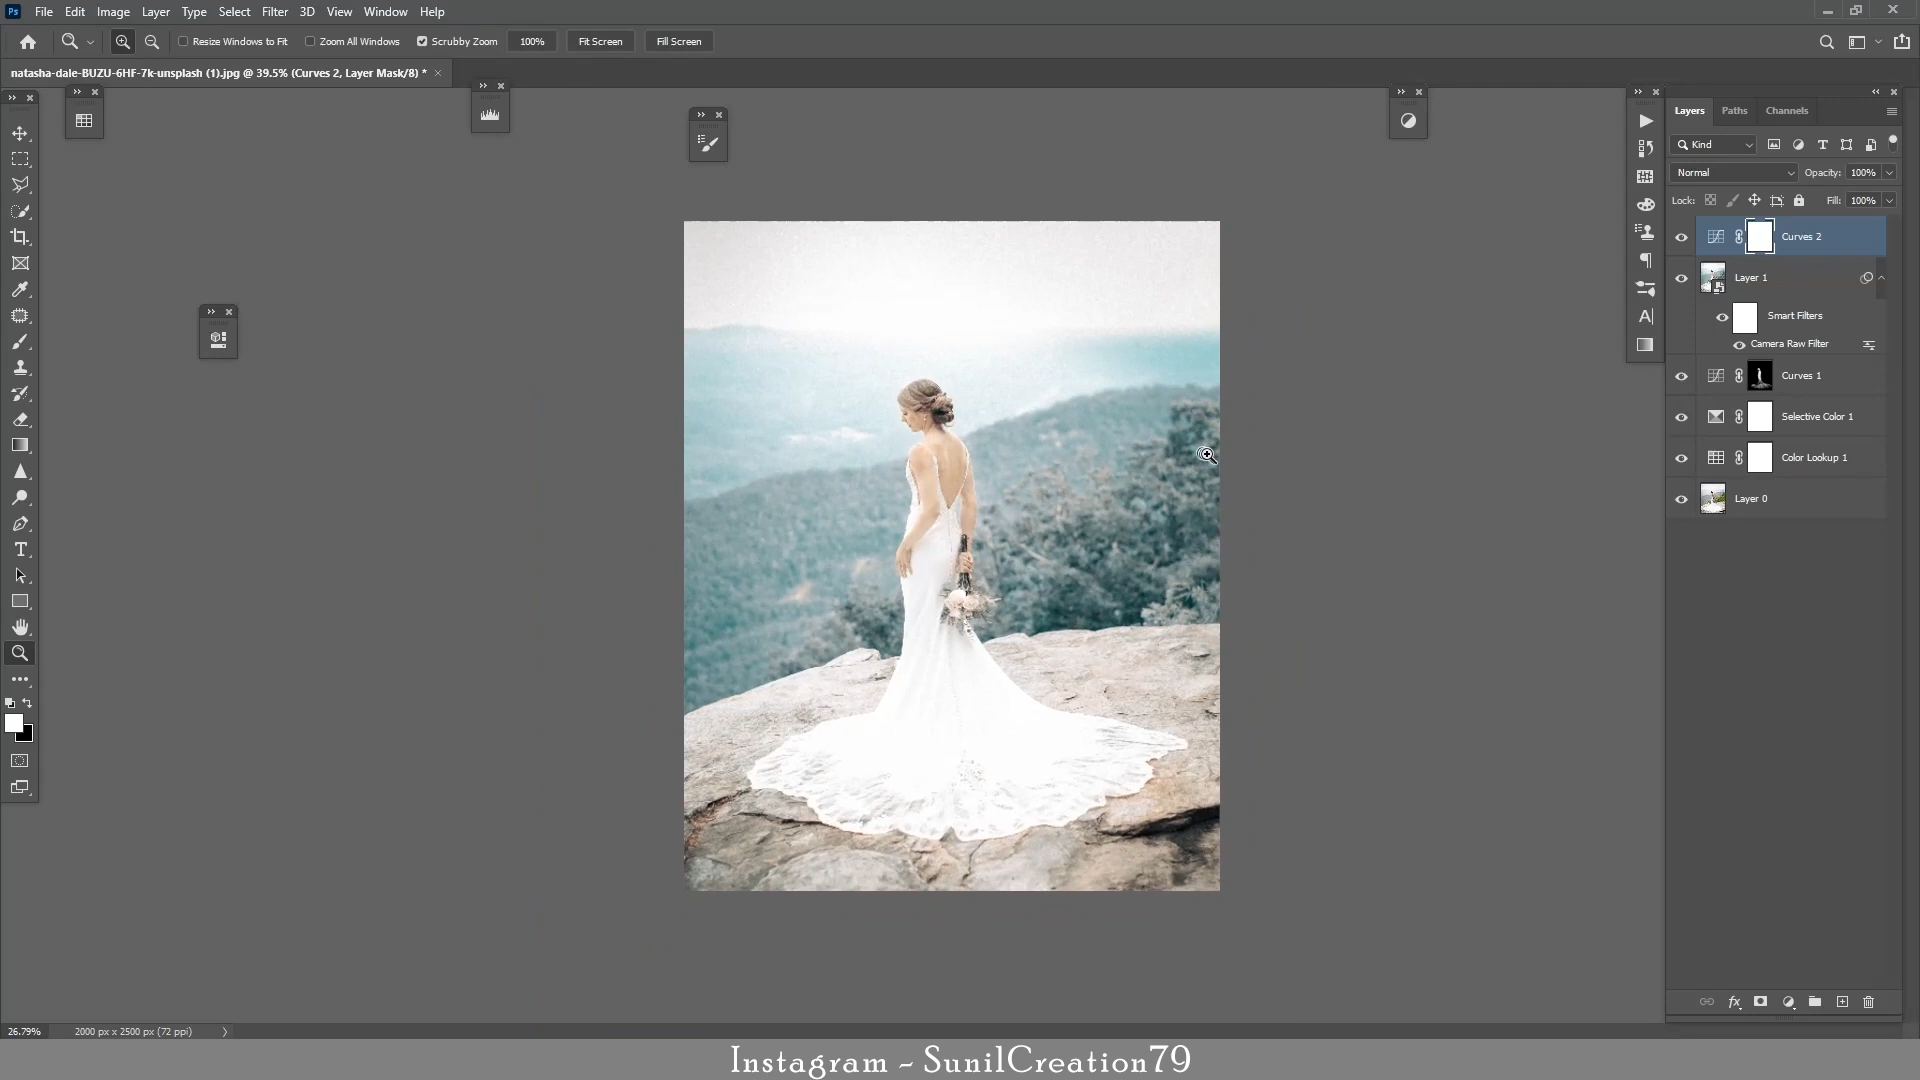 Ps File Edit Image Layer Type Select Filter 3D View Window Help
Resize Windows to Fit Zoom All Windows Scrubby Zoom 100% Fit Screen Fill Screen
natasha-dale-BUZU-6HF-7k-unsplash (1).jpg @ 39.5% (Curves 2, Layer Mask/8) *
Layers Paths Channels
Kind
Normal Opacity: 100%
Lock: Fill: 100%
Curves 2
Layer 1
Smart Filters
Camera Raw Filter
Curves 1
Selective Color 1
Color Lookup 1
Layer 0
26.79% 2000 px x 2500 px (72 ppi)
Instagram - SunilCreation79